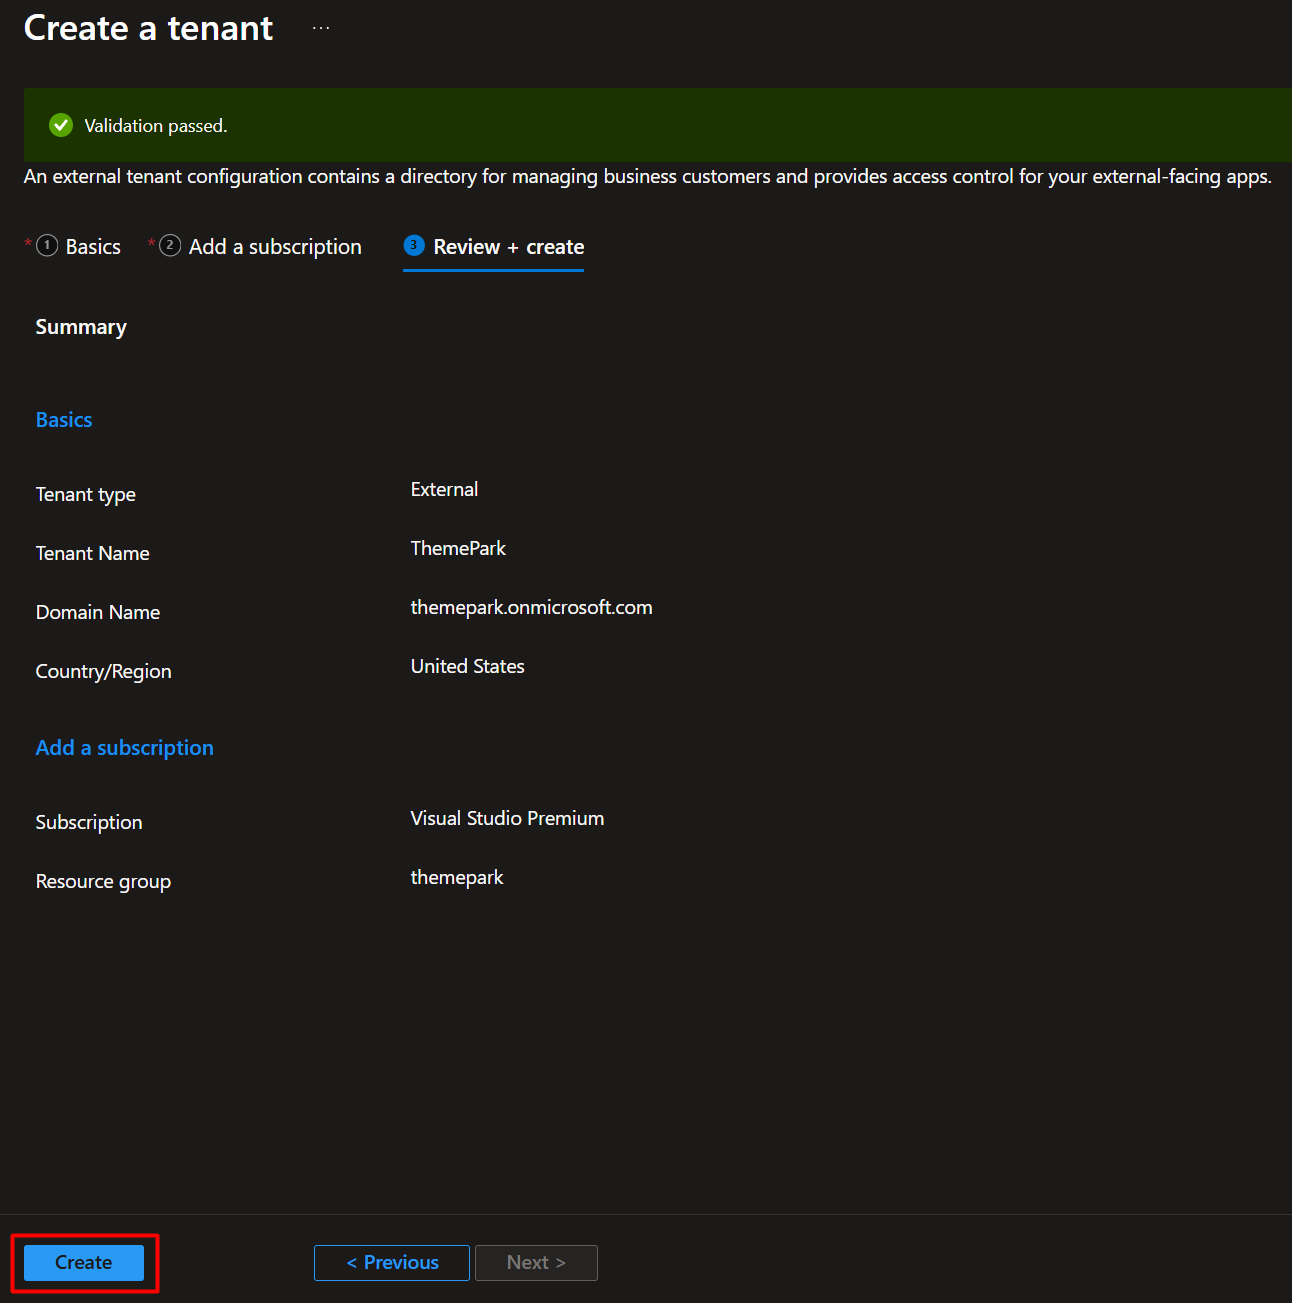 Create a tenant ...
Validation passed.
An external tenant configuration contains a directory for managing business customers and provides access control for your external-facing apps.
* 1 Basics * 2 Add a subscription 3 Review + create
Summary
Basics
Tenant type External
Tenant Name ThemePark
Domain Name themepark.onmicrosoft.com
Country/Region United States
Add a subscription
Subscription Visual Studio Premium
Resource group themepark
Create < Previous Next >